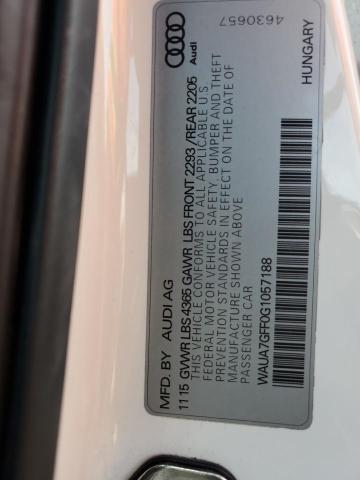 MFD. BY AUDI AG
Audi
4630657
1115 GVWR LBS 4365 GAWR LBS FRONT 2293 / REAR 2205
THIS VEHICLE CONFORMS TO ALL APPLICABLE U.S
FEDERAL MOTOR VEHICLE SAFETY, BUMPER AND THEFT
PREVENTION STANDARDS IN EFFECT ON THE DATE OF
MANUFACTURE SHOWN ABOVE
PASSENGER CAR
WAUA7GFF0G1057188
HUNGARY